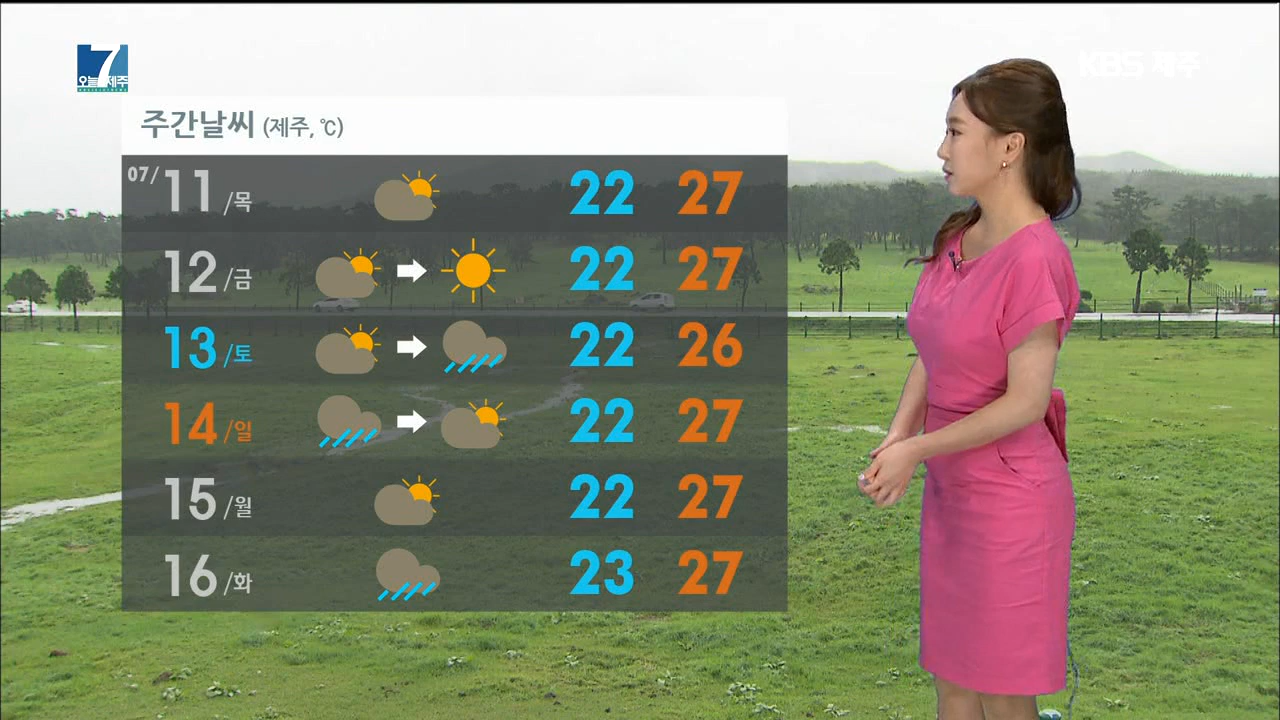 7
오늘 제주
KBS 제주
주간날씨 (제주, ℃)
07/11/목 22 27
12/금 22 27
13/토 22 26
14/일 22 27
15/월 22 27
16/화 23 27